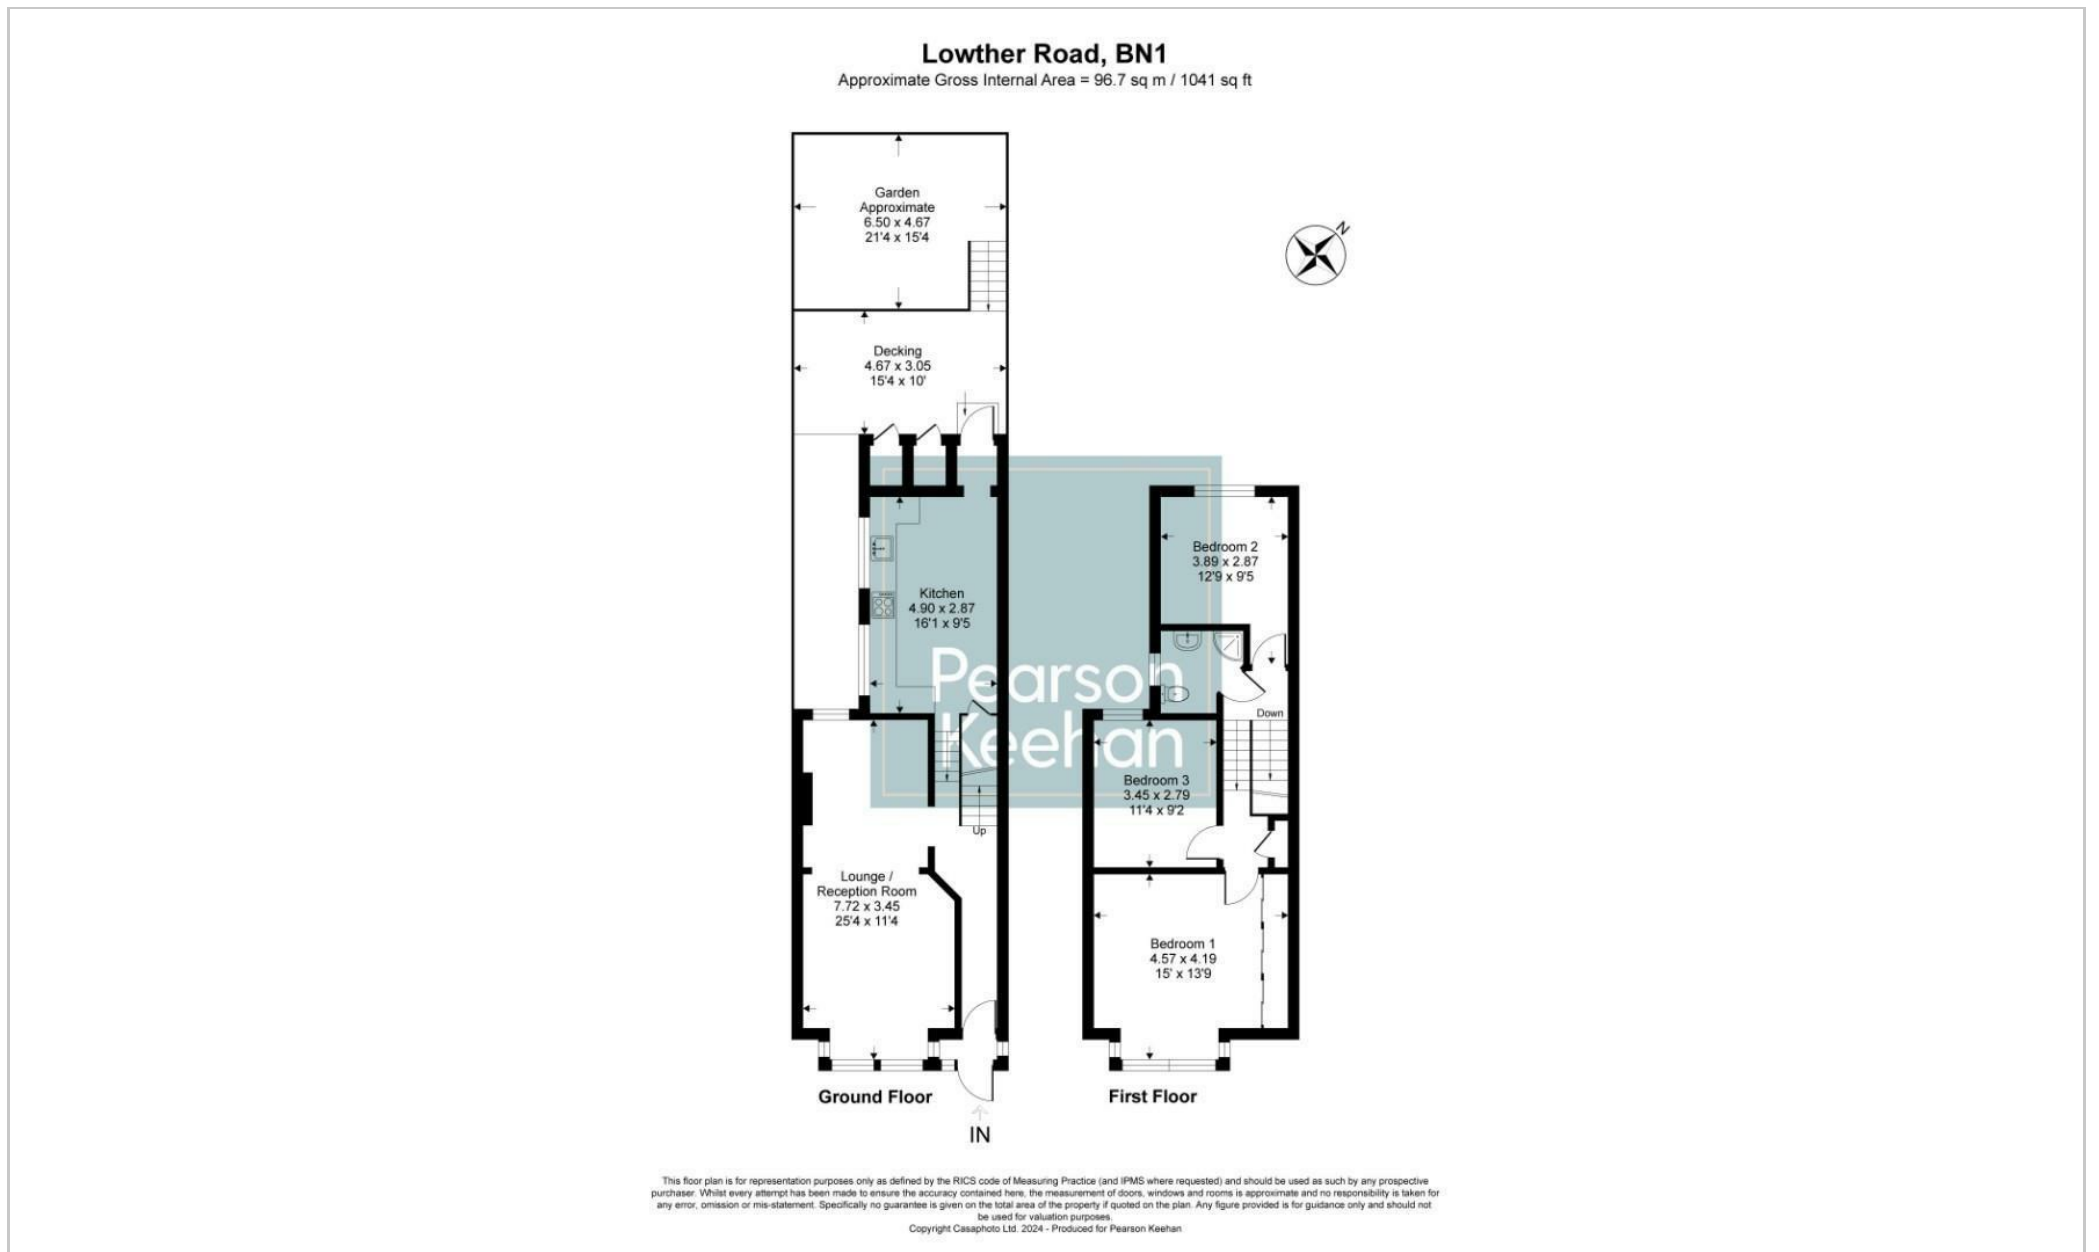 Lowther Road, BN1
Approximate Gross Internal Area = 96.7 sq m / 1041 sq ft
Garden
Approximate
6.50 x 4.67
21'4 x 15'4
N
Decking
4.67 x 3.05
15'4 x 10'
Kitchen
4.90 x 2.87
16'1 x 9'5
Bedroom 2
3.89 x 2.87
12'9 x 9'5
Pearson
Keehan
Down
Up
Bedroom 3
3.45 x 2.79
11'4 x 9'2
Lounge /
Reception Room
7.72 x 3.45
25'4 x 11'4
Bedroom 1
4.57 x 4.19
15' x 13'9
Ground Floor
First Floor
IN
This floor plan is for representation purposes only as defined by the RICS code of Measuring Practice (and IPMS where requested) and should be used as such by any prospective
purchaser. Whilst every attempt has been made to ensure the accuracy contained here, the measurement of doors, windows and rooms is approximate and no responsibility is taken for
any error, omission or mis-statement. Specifically no guarantee is given on the total area of the property if quoted on the plan. Any figure provided is for guidance only and should not
be used for valuation purposes.
Copyright Casaphoto Ltd. 2024 - Produced for Pearson Keehan